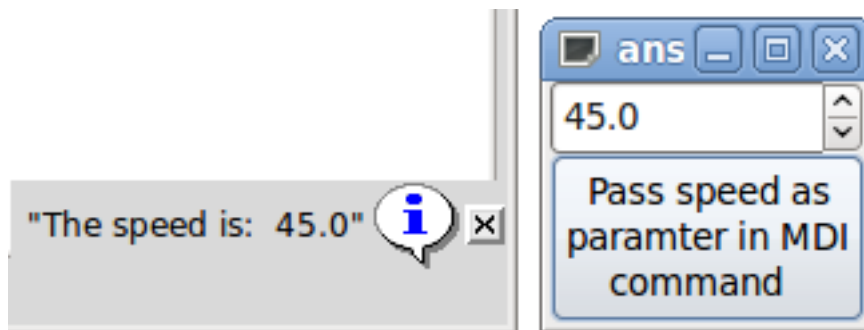 "The speed is:  45.0"
ans
45.0
Pass speed as
paramter in MDI
command